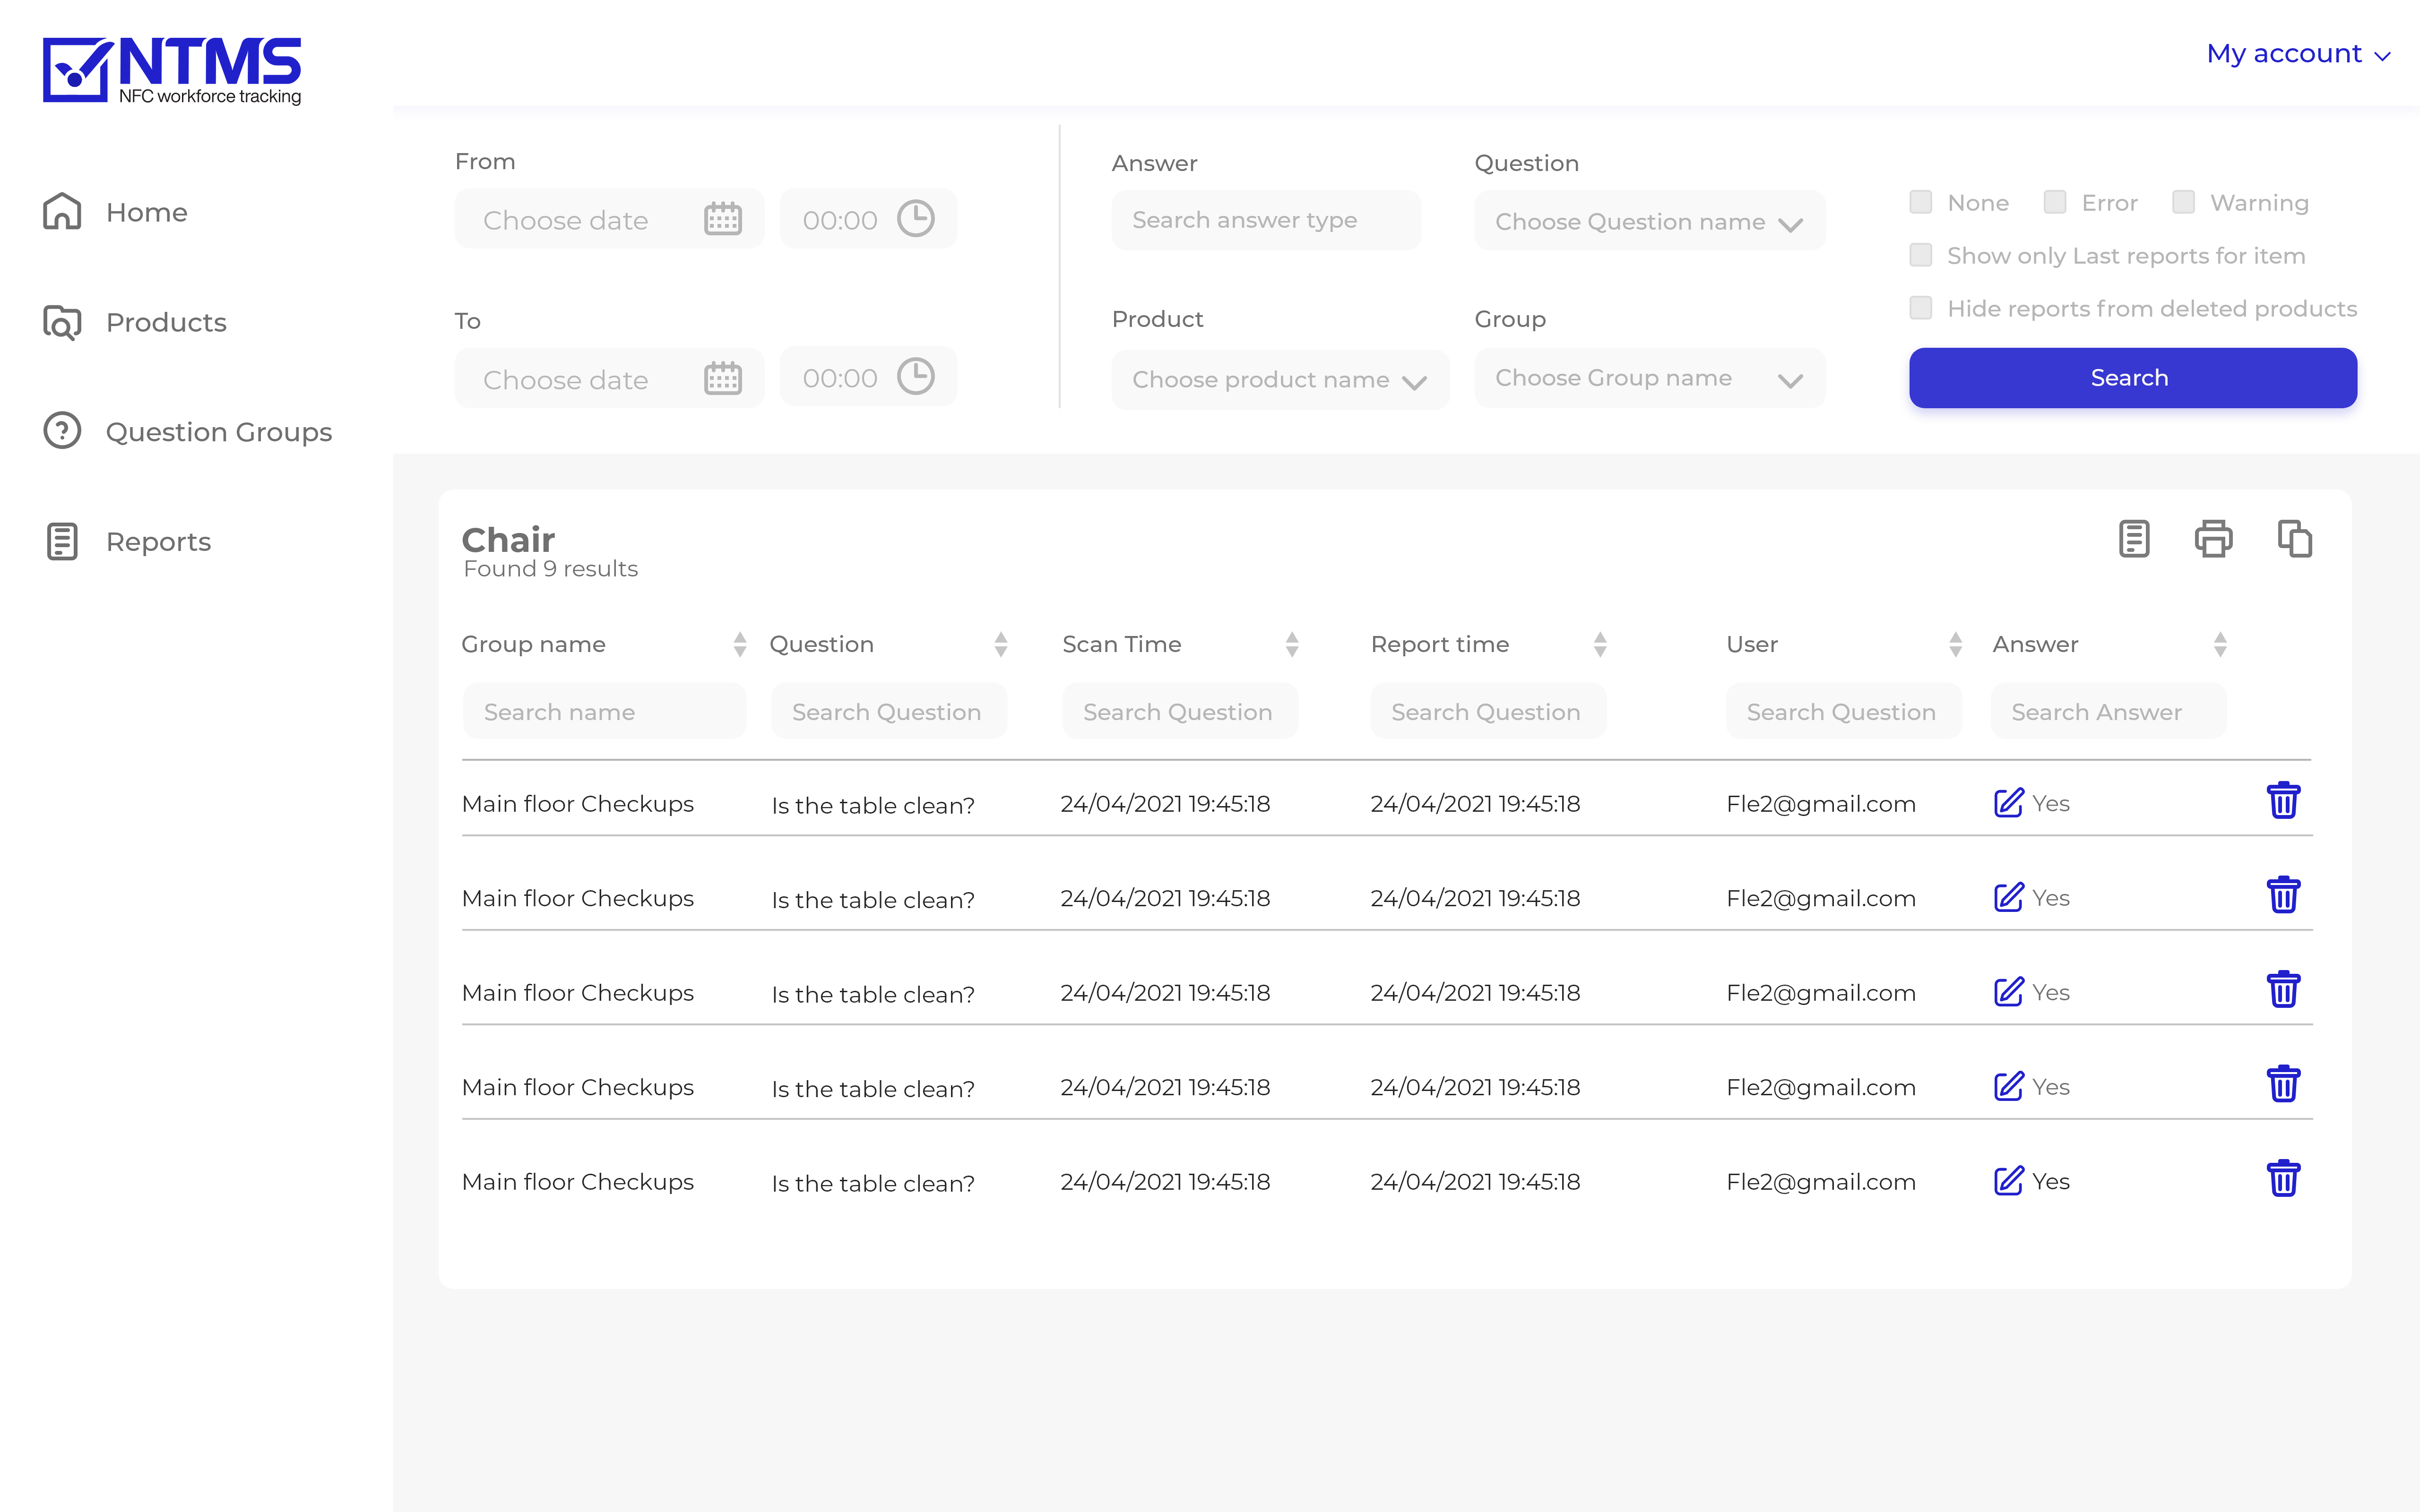 NTMS
NFC workforce tracking
My account
Home
Products
Question Groups
Reports
From
Choose date
00:00
To
Choose date
00:00
Answer
Search answer type
Question
Choose Question name
Product
Choose product name
Group
Choose Group name
None Error Warning
Show only Last reports for item
Hide reports from deleted products
Search
Chair
Found 9 results
Group name Question Scan Time Report time User Answer
Search name Search Question Search Question Search Question Search Question Search Answer
Main floor Checkups Is the table clean? 24/04/2021 19:45:18 24/04/2021 19:45:18 Fle2@gmail.com Yes
Main floor Checkups Is the table clean? 24/04/2021 19:45:18 24/04/2021 19:45:18 Fle2@gmail.com Yes
Main floor Checkups Is the table clean? 24/04/2021 19:45:18 24/04/2021 19:45:18 Fle2@gmail.com Yes
Main floor Checkups Is the table clean? 24/04/2021 19:45:18 24/04/2021 19:45:18 Fle2@gmail.com Yes
Main floor Checkups Is the table clean? 24/04/2021 19:45:18 24/04/2021 19:45:18 Fle2@gmail.com Yes